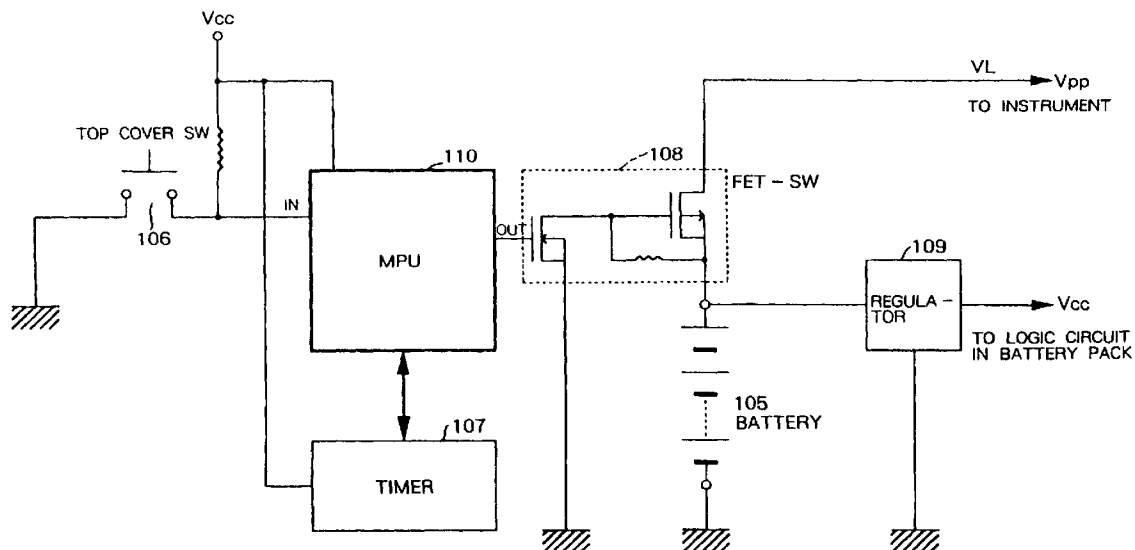 Vcc
TOP COVER SW
106
IN
110
MPU
OUT
108
FET - SW
VL
Vpp
TO INSTRUMENT
109
REGULA -
TOR
Vcc
TO LOGIC CIRCUIT
IN BATTERY PACK
105
BATTERY
107
TIMER